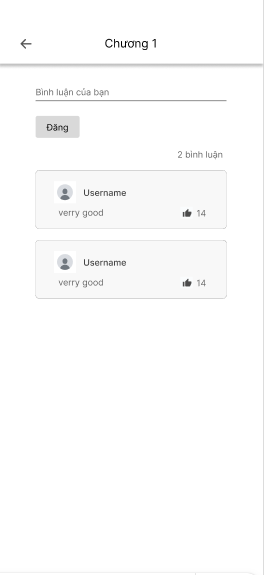 Chương 1
Bình luận của bạn
Đăng
2 bình luận
Username
verry good
14
Username
verry good
14